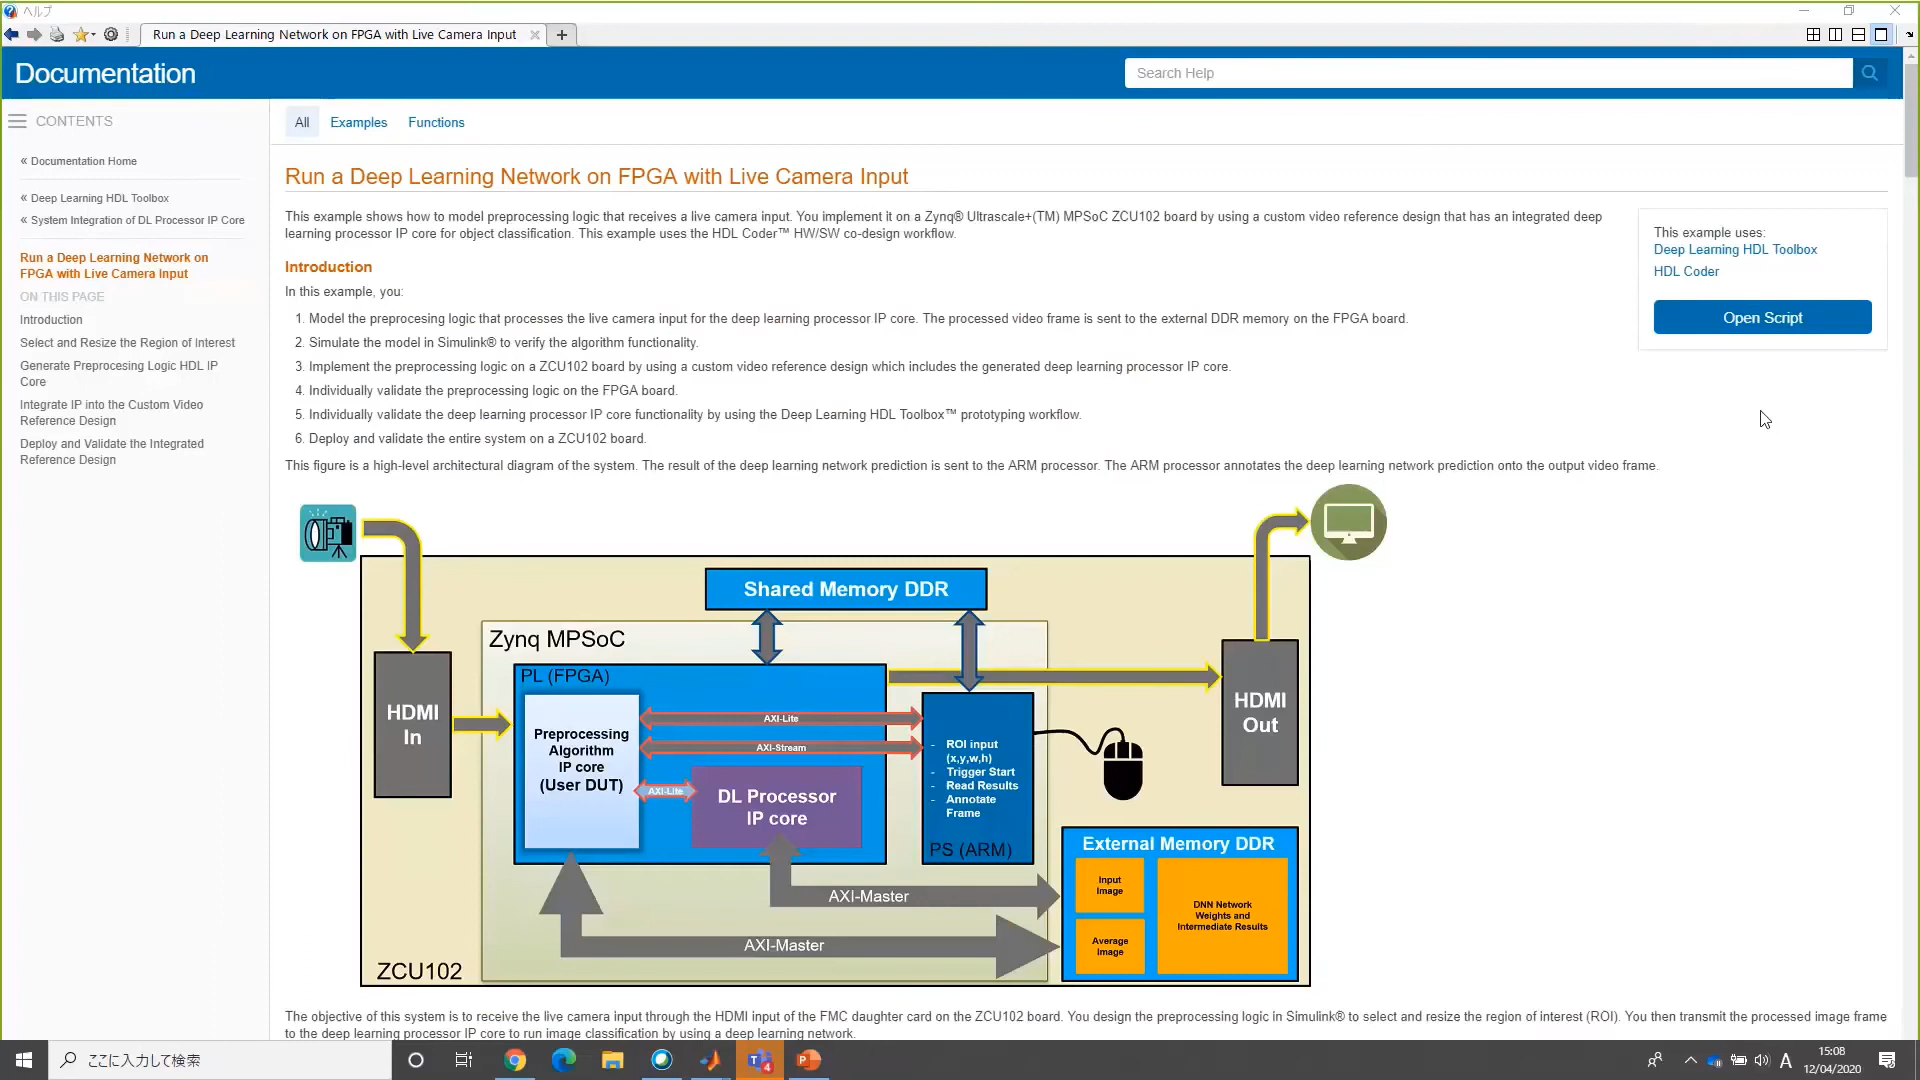 ヘルプ
Run a Deep Learning Network on FPGA with Live Camera Input
Documentation
Search Help
CONTENTS
All
Examples
Functions
« Documentation Home
« Deep Learning HDL Toolbox
« System Integration of DL Processor IP Core
Run a Deep Learning Network on
FPGA with Live Camera Input
ON THIS PAGE
Introduction
Select and Resize the Region of Interest
Generate Preprocesing Logic HDL IP
Core
Integrate IP into the Custom Video
Reference Design
Deploy and Validate the Integrated
Reference Design
Run a Deep Learning Network on FPGA with Live Camera Input
This example shows how to model preprocessing logic that receives a live camera input. You implement it on a Zynq® Ultrascale+(TM) MPSoC ZCU102 board by using a custom video reference design that has an integrated deep
learning processor IP core for object classification. This example uses the HDL Coder™ HW/SW co-design workflow.
This example uses:
Deep Learning HDL Toolbox
HDL Coder
Open Script
Introduction
In this example, you:
1. Model the preprocesing logic that processes the live camera input for the deep learning processor IP core. The processed video frame is sent to the external DDR memory on the FPGA board.
2. Simulate the model in Simulink® to verify the algorithm functionality.
3. Implement the preprocessing logic on a ZCU102 board by using a custom video reference design which includes the generated deep learning processor IP core.
4. Individually validate the preprocessing logic on the FPGA board.
5. Individually validate the deep learning processor IP core functionality by using the Deep Learning HDL Toolbox™ prototyping workflow.
6. Deploy and validate the entire system on a ZCU102 board.
This figure is a high-level architectural diagram of the system. The result of the deep learning network prediction is sent to the ARM processor. The ARM processor annotates the deep learning network prediction onto the output video frame.
Shared Memory DDR
Zynq MPSoC
PL (FPGA)
HDMI
In
Preprocessing
Algorithm
IP core
(User DUT)
AXI-Lite
AXI-Stream
AXI-Lite
DL Processor
IP core
- ROI input
(x,y,w,h)
- Trigger Start
- Read Results
- Annotate
Frame
PS (ARM)
HDMI
Out
External Memory DDR
Input
Image
Average
Image
DNN Network
Weights and
Intermediate Results
AXI-Master
AXI-Master
ZCU102
The objective of this system is to receive the live camera input through the HDMI input of the FMC daughter card on the ZCU102 board. You design the preprocessing logic in Simulink® to select and resize the region of interest (ROI). You then transmit the processed image frame
to the deep learning processor IP core to run image classification by using a deep learning network.
ここに入力して検索
T
4
P
A
15:08
12/04/2020